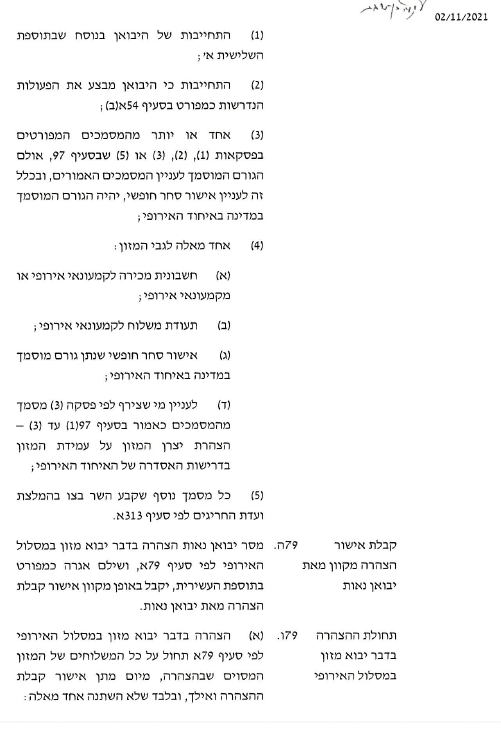 02/11/2021
(1) התחייבות של היבואן בנוסח שבתוספת
השלישית א';
(2) התחייבות כי היבואן מבצע את הפעולות
הנדרשות כמפורט בסעיף 54א(ב);
(3) אחד או יותר מהמסמכים המפורטים
בפסקאות (1), (2), (3) או (5) שבסעיף 97, אולם
הגורם המוסמך לעניין המסמכים האמורים, ובכלל
זה לעניין אישור סחר חופשי, יהיה הגורם המוסמך
במדינה באיחוד האירופי;
(4) אחד מאלה לגבי המזון:
(א) חשבונית מכירה לקמעונאי אירופי או
מקמעונאי אירופי;
(ב) תעודת משלוח לקמעונאי אירופי;
(ג) אישור סחר חופשי שנתן גורם מוסמך
במדינה באיחוד האירופי;
(ד) לעניין מי שצירף לפי פסקה (3) מסמך
מהמסמכים כאמור בסעיף 97(1) עד (3) –
הצהרת יצרן המזון על עמידת המזון
בדרישות האסדרה של האיחוד האירופי;
(5) כל מסמך נוסף שקבע השר בצו בהמלצת
ועדת החריגים לפי סעיף 313א.
קבלת אישור 79ה. מסר יבואן נאות הצהרה בדבר יבוא מזון במסלול
הצהרה מקוון מאת האירופי לפי סעיף 79א, ושילם אגרה כמפורט
יבואן נאות בתוספת העשירית, יקבל באופן מקוון אישור קבלת
הצהרה מאת יבואן נאות.
תחולת ההצהרה 79ו. (א) הצהרה בדבר יבוא מזון במסלול האירופי
בדבר יבוא מזון לפי סעיף 79א תחול על כל המשלוחים של המזון
במסלול האירופי המסוים שבהצהרה, מיום מתן אישור קבלת
ההצהרה ואילך, ובלבד שלא השתנה אחד מאלה: